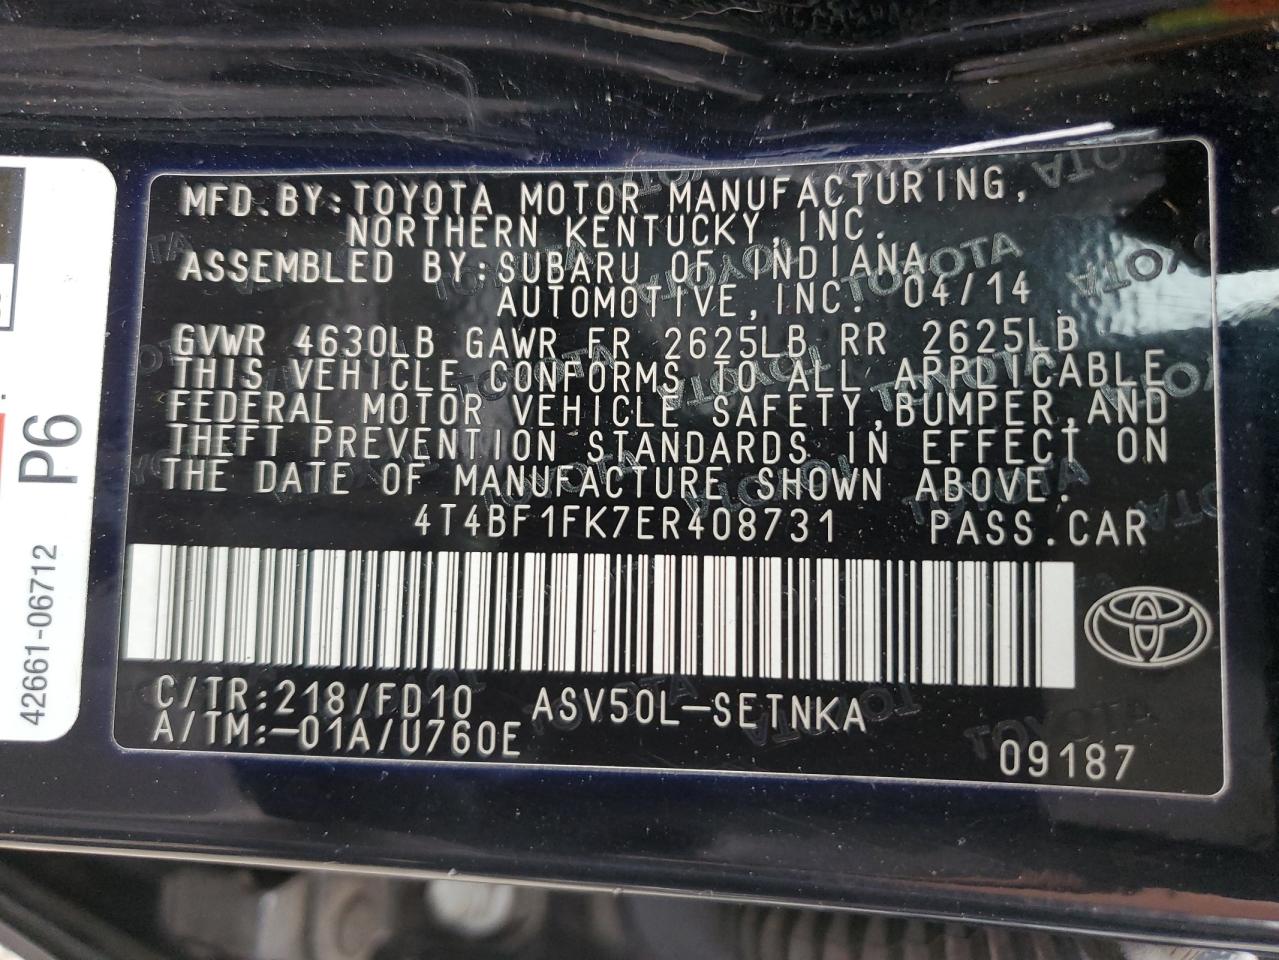 MFD.BY:TOYOTA MOTOR MANUFACTURING,
NORTHERN KENTUCKY,INC.
ASSEMBLED BY:SUBARU OF INDIANA
AUTOMOTIVE,INC. 04/14
GVWR 4630LB GAWR FR 2625LB RR 2625LB
THIS VEHICLE CONFORMS TO ALL APPLICABLE
FEDERAL MOTOR VEHICLE SAFETY,BUMPER,AND
THEFT PREVENTION STANDARDS IN EFFECT ON
THE DATE OF MANUFACTURE SHOWN ABOVE.
4T4BF1FK7ER408731 PASS.CAR
C/TR:218/FD10 ASV50L-SETNKA
A/TM:-01A/U760E
09187
P6
42661-06712